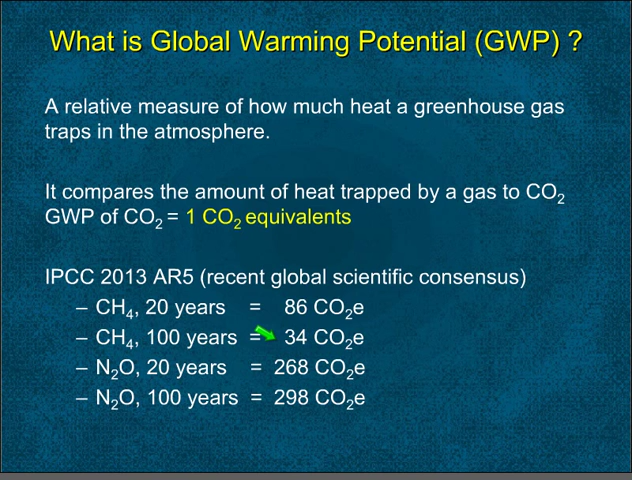 What is Global Warming Potential (GWP) ?
A relative measure of how much heat a greenhouse gas
traps in the atmosphere.
It compares the amount of heat trapped by a gas to CO₂
GWP of CO₂ = 1 CO₂ equivalents
IPCC 2013 AR5 (recent global scientific consensus)
– CH₄, 20 years = 86 CO₂e
– CH₄, 100 years = 34 CO₂e
– N₂O, 20 years = 268 CO₂e
– N₂O, 100 years = 298 CO₂e